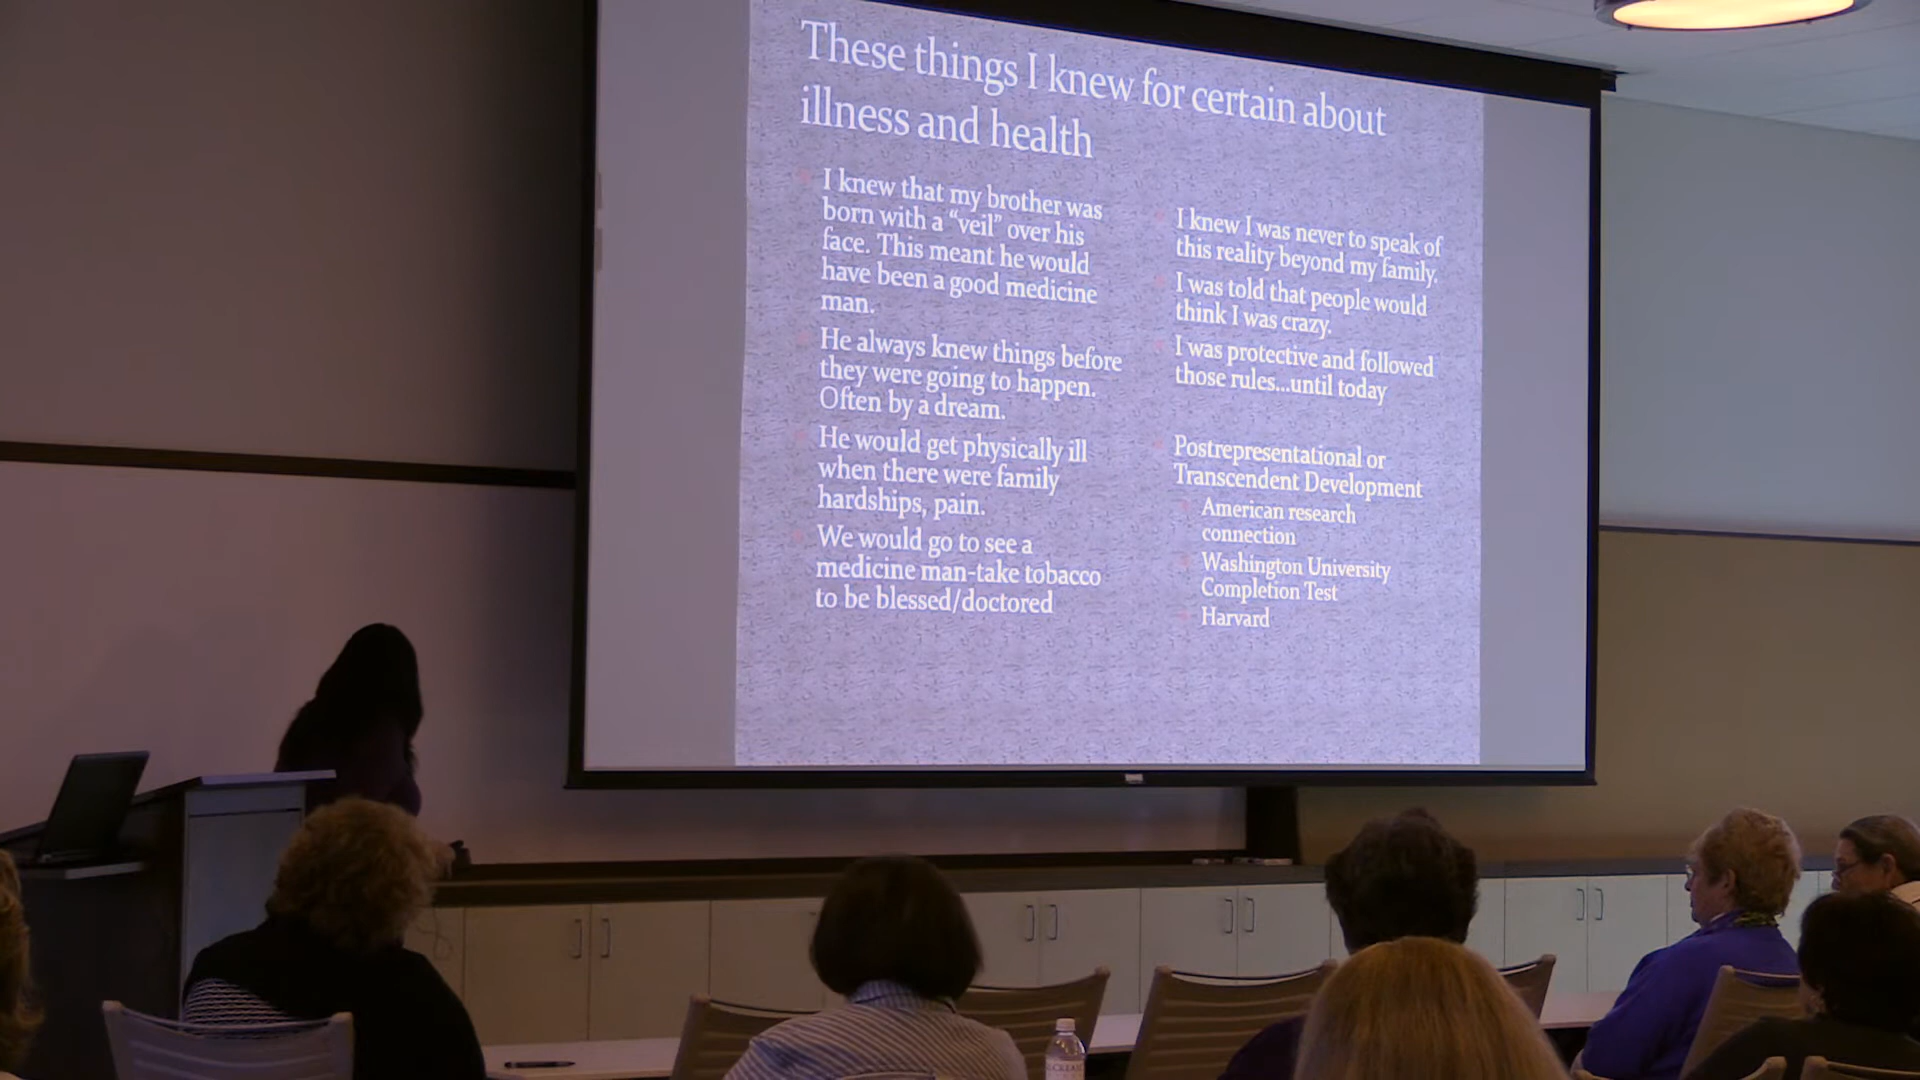 These things I knew for certain about
illness and health
I knew that my brother was
born with a “veil” over his
face. This meant he would
have been a good medicine
man.
He always knew things before
they were going to happen.
Often by a dream.
He would get physically ill
when there were family
hardships, pain.
We would go to see a
medicine man-take tobacco
to be blessed/doctored
I knew I was never to speak of
this reality beyond my family.
I was told that people would
think I was crazy.
I was protective and followed
those rules...until today
Postrepresentational or
Transcendent Development
American research
connection
Washington University
Completion Test
Harvard